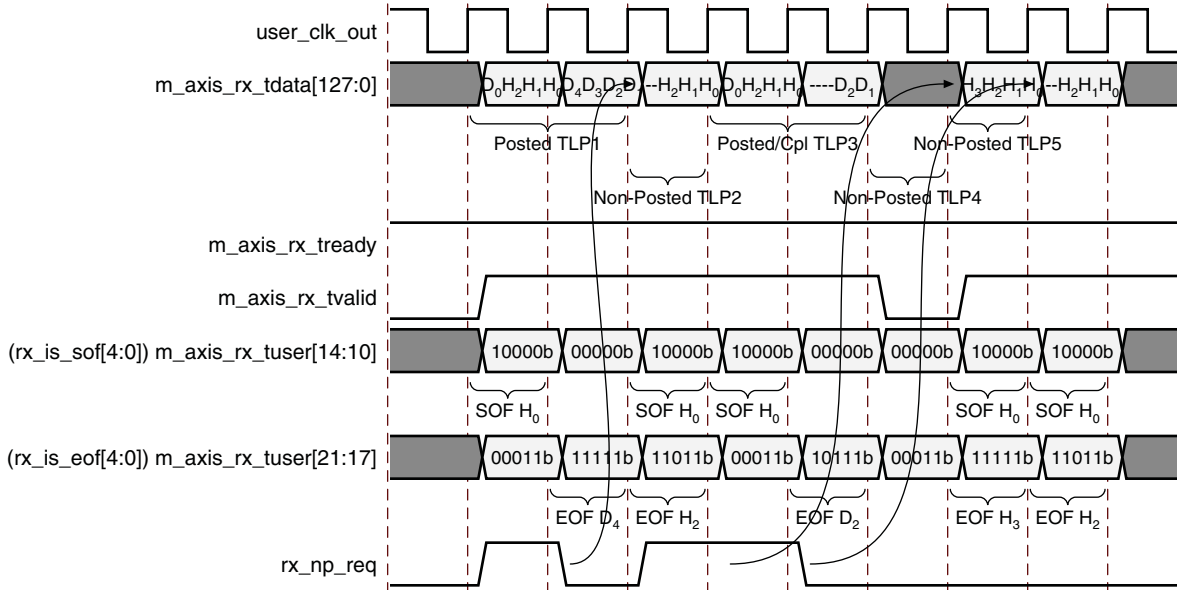 user_clk_out
m_axis_rx_tdata[127:0] D₀H₂H₁H₀ D₄D₃D₂D₁ --H₂H₁H₀ D₀H₂H₁H₀ ----D₂D₁ H₃H₂H₁H₀ --H₂H₁H₀
Posted TLP1 Posted/Cpl TLP3 Non-Posted TLP5
Non-Posted TLP2 Non-Posted TLP4
m_axis_rx_tready
m_axis_rx_tvalid
(rx_is_sof[4:0]) m_axis_rx_tuser[14:10] 10000b 00000b 10000b 10000b 00000b 00000b 10000b 10000b
SOF H₀ SOF H₀ SOF H₀ SOF H₀ SOF H₀
(rx_is_eof[4:0]) m_axis_rx_tuser[21:17] 00011b 11111b 11011b 00011b 10111b 00011b 11111b 11011b
EOF D₄ EOF H₂ EOF D₂ EOF H₃ EOF H₂
rx_np_req